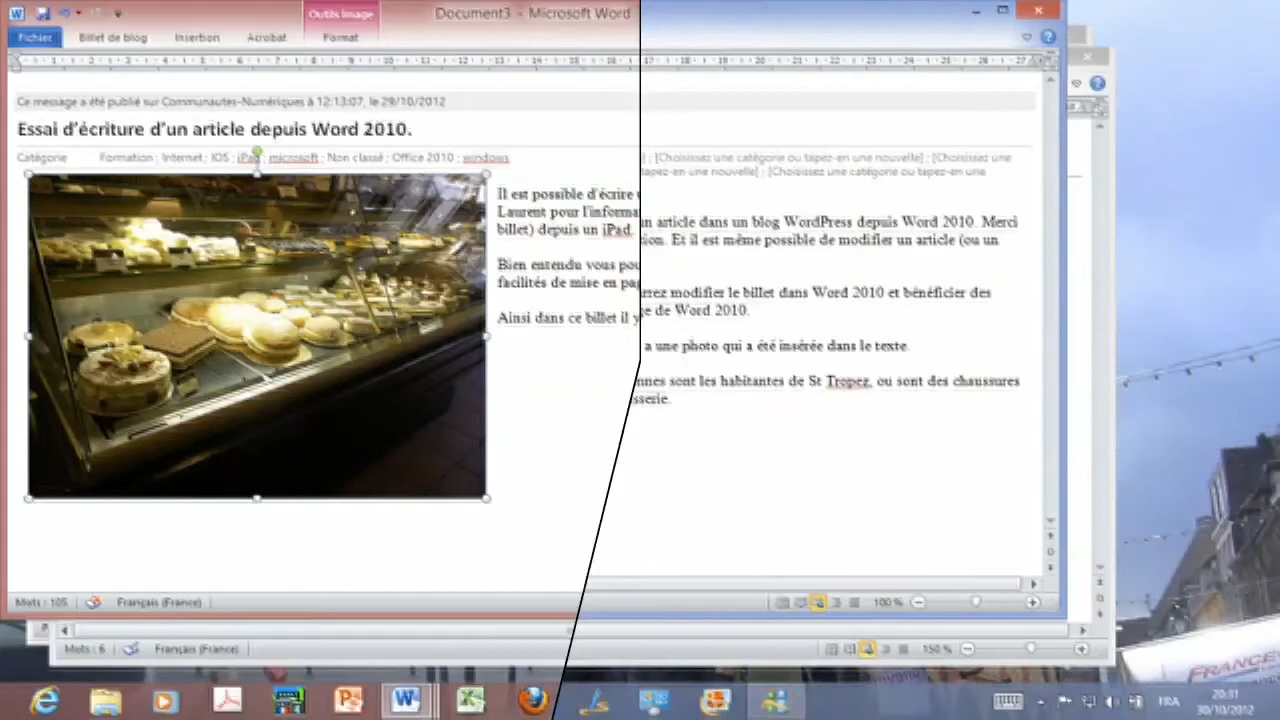 Outils Image
Document3 - Microsoft Word
Fichier
Billet de blog
Insertion
Acrobat
Format
Ce message a été publié sur Communautes-Numériques à 12:13:07, le 29/10/2012
Essai d'écriture d'un article depuis Word 2010.
Catégorie Formation ; Internet ; IOS ; iPad ; microsoft ; Non classé ; Office 2010 ; windows
] ; [Choisissez une catégorie ou tapez-en une nouvelle] ; [Choisissez une
tapez-en une nouvelle] ; [Choisissez une catégorie ou tapez-en une
Il est possible d'écrire
Laurent pour l'informa
billet) depuis un iPad
Bien entendu vous pou
facilités de mise en pag
Ainsi dans ce billet il y
un article dans un blog WordPress depuis Word 2010. Merci
ion. Et il est même possible de modifier un article (ou un
rrez modifier le billet dans Word 2010 et bénéficier des
ge de Word 2010.
a une photo qui a été insérée dans le texte.
nnes sont les habitantes de St Tropez, ou sont des chaussures
sserie.
Mots : 105
Français (France)
100 %
Mots : 6
Français (France)
150 %
FRANCE
FR
20:31
30/10/2012